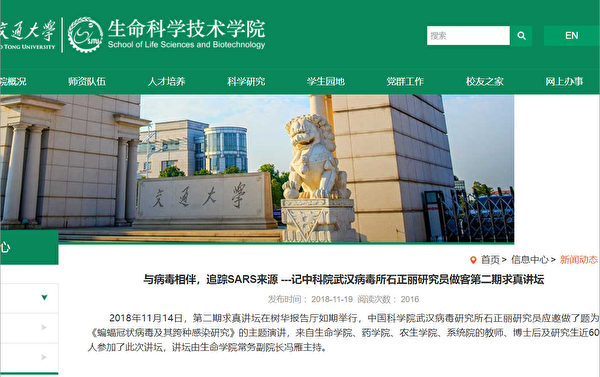 交通大学 生命科学技术学院
O TONG UNIVERSITY School of Life Sciences and Biotechnology
搜索 EN
院概况 师资队伍 人才培养 科学研究 学生园地 党群工作 校友之家 网上办事
交通大学
心
首页> 信息中心> 新闻动态
与病毒相伴，追踪SARS来源 ---记中科院武汉病毒所石正丽研究员做客第二期求真讲坛
发布时间：2018-11-19 阅读次数：2016
2018年11月14日，第二期求真讲坛在树华报告厅如期举行，中国科学院武汉病毒研究所石正丽研究员应邀做了题为
《蝙蝠冠状病毒及其跨种感染研究》的主题演讲，来自生命学院、药学院、农生学院、系统院的教师、博士后及研究生近60
人参加了此次讲坛，讲坛由生命学院常务副院长冯雁主持。